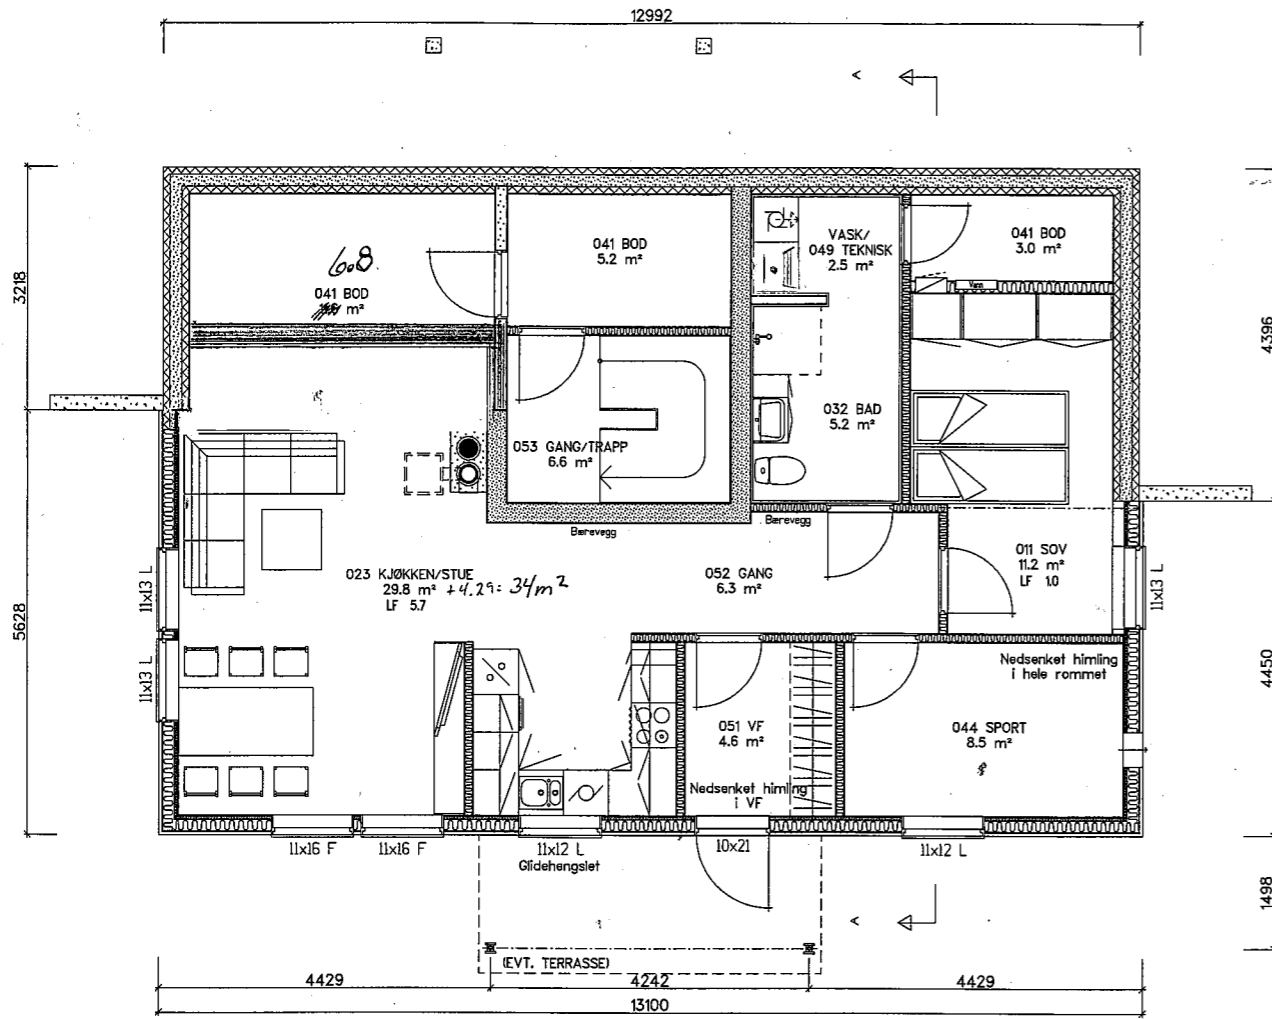 12992
A
3218
5628
4396
4450
1498
6.8
041 BOD
m²
041 BOD
5.2 m²
VASK/
049 TEKNISK
2.5 m²
041 BOD
3.0 m²
Vann
053 GANG/TRAPP
6.6 m²
032 BAD
5.2 m²
Bærevegg
Bærevegg
023 KJØKKEN/STUE
29.8 m² +4.29= 34m²
LF 5.7
052 GANG
6.3 m²
011 SOV
11.2 m²
LF 1.0
11x13 L
11x13 L
11x13 L
Nedsenket himling
i hele rommet
051 VF
4.6 m²
044 SPORT
8.5 m²
Nedsenket himling
i VF
11x16 F
11x16 F
11x12 L
Glidehengslet
10x21
11x12 L
A
(EVT. TERRASSE)
4429
4242
4429
13100